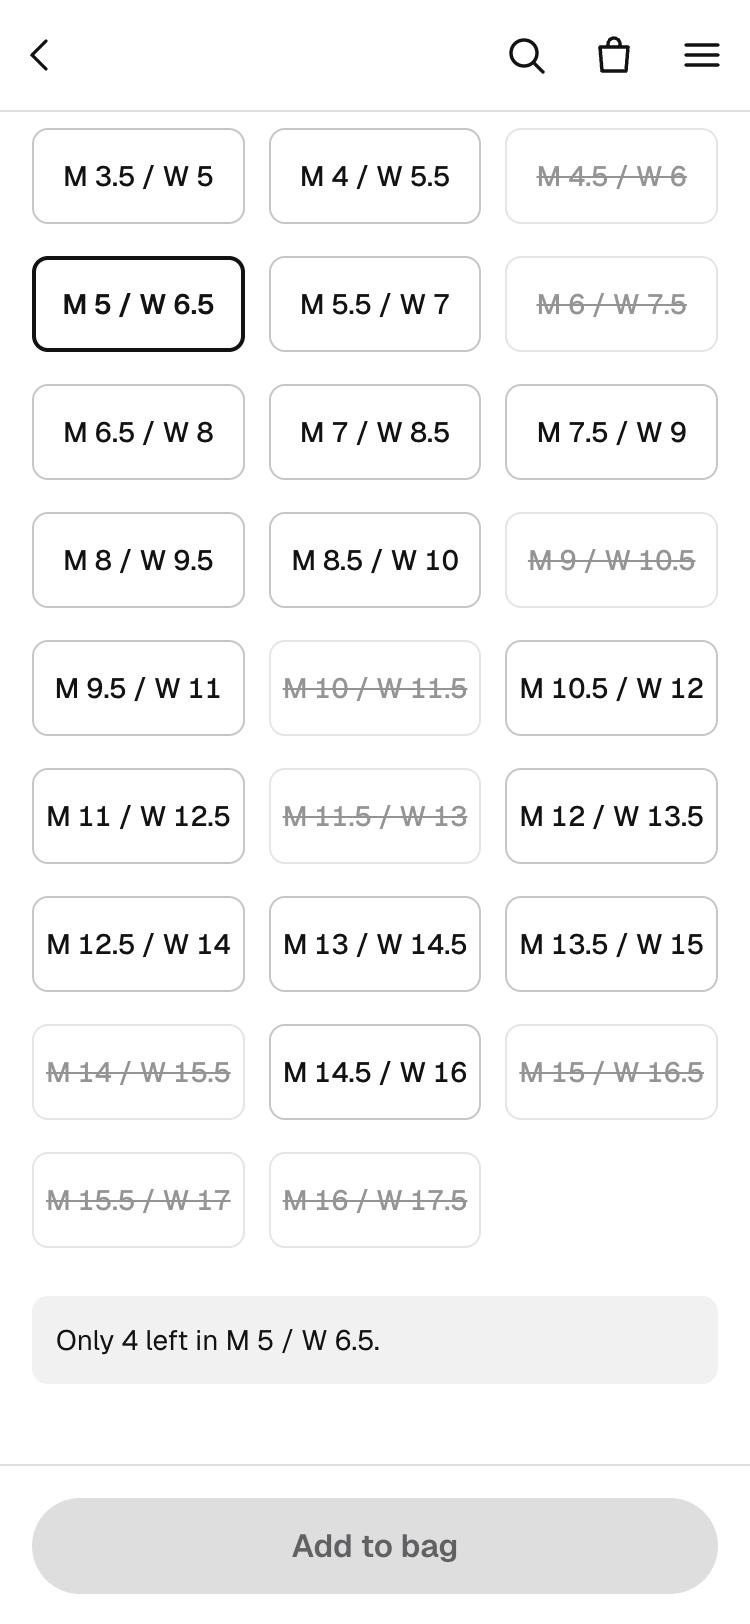 M 3.5 / W 5
M 4 / W 5.5
M 4.5 / W 6
M 5 / W 6.5
M 5.5 / W 7
M 6 / W 7.5
M 6.5 / W 8
M 7 / W 8.5
M 7.5 / W 9
M 8 / W 9.5
M 8.5 / W 10
M 9 / W 10.5
M 9.5 / W 11
M 10 / W 11.5
M 10.5 / W 12
M 11 / W 12.5
M 11.5 / W 13
M 12 / W 13.5
M 12.5 / W 14
M 13 / W 14.5
M 13.5 / W 15
M 14 / W 15.5
M 14.5 / W 16
M 15 / W 16.5
M 15.5 / W 17
M 16 / W 17.5
Only 4 left in M 5 / W 6.5.
Add to bag